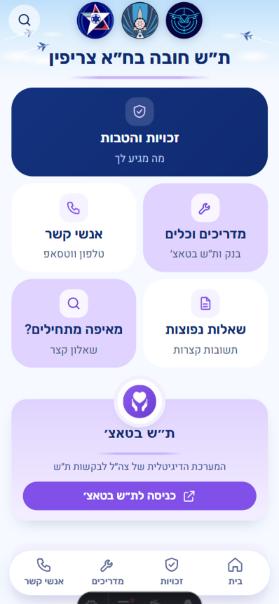 ת״ש חובה בח״א צריפין
זכויות והטבות
מה מגיע לך
מדריכים וכלים
בנק ות״ש בטאצ׳
אנשי קשר
טלפון ווטסאפ
שאלות נפוצות
תשובות קצרות
מאיפה מתחילים?
שאלון קצר
ת״ש בטאצ׳
המערכת הדיגיטלית של צה״ל לבקשות ת״ש
כניסה לת״ש בטאצ׳
בית
זכויות
מדריכים
אנשי קשר